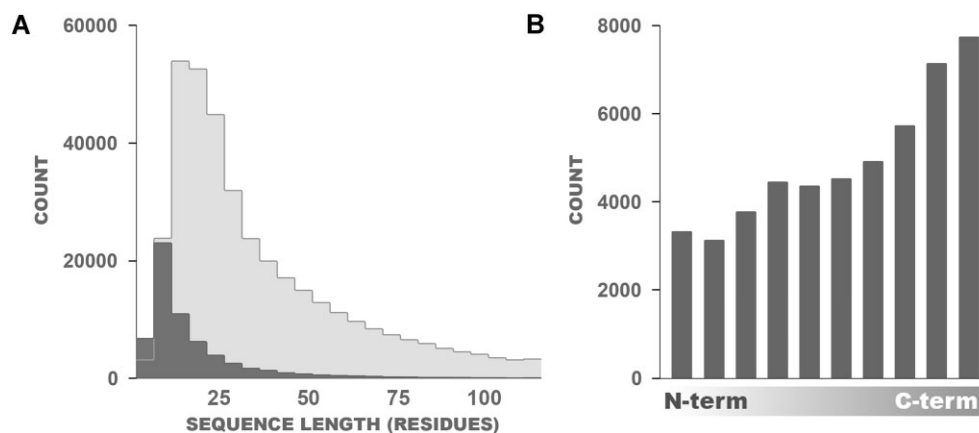 A
60000
40000
20000
0
COUNT
25 50 75 100
SEQUENCE LENGTH (RESIDUES)
B
8000
6000
4000
2000
0
COUNT
N-term C-term